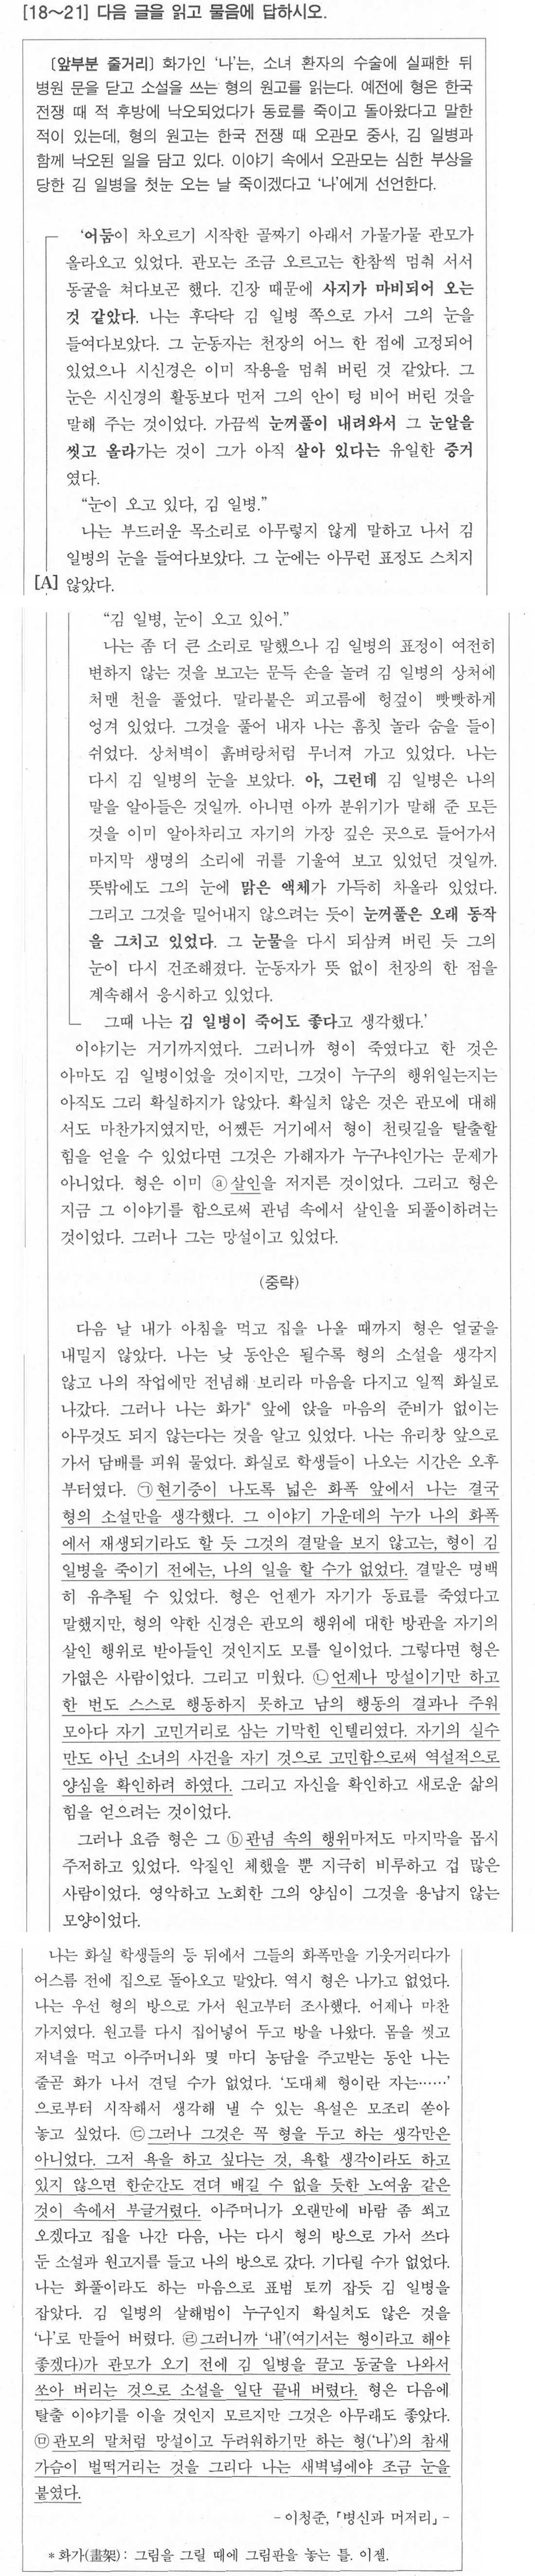 [18~21] 다음 글을 읽고 물음에 답하시오.
〔앞부분 줄거리〕 화가인 ‘나’는, 소녀 환자의 수술에 실패한 뒤
병원 문을 닫고 소설을 쓰는 형의 원고를 읽는다. 예전에 형은 한국
전쟁 때 적 후방에 낙오되었다가 동료를 죽이고 돌아왔다고 말한
적이 있는데, 형의 원고는 한국 전쟁 때 오관모 중사, 김 일병과
함께 낙오된 일을 담고 있다. 이야기 속에서 오관모는 심한 부상을
당한 김 일병을 첫눈 오는 날 죽이겠다고 ‘나’에게 선언한다.
‘어둠이 차오르기 시작한 골짜기 아래서 가물가물 관모가
올라오고 있었다. 관모는 조금 오르고는 한참씩 멈춰 서서
동굴을 쳐다보곤 했다. 긴장 때문에 사지가 마비되어 오는
것 같았다. 나는 후닥닥 김 일병 쪽으로 가서 그의 눈을
들여다보았다. 그 눈동자는 천장의 어느 한 점에 고정되어
있었으나 시신경은 이미 작용을 멈춰 버린 것 같았다. 그
눈은 시신경의 활동보다 먼저 그의 안이 텅 비어 버린 것을
말해 주는 것이었다. 가끔씩 눈꺼풀이 내려와서 그 눈알을
씻고 올라가는 것이 그가 아직 살아 있다는 유일한 증거
였다.
“눈이 오고 있다, 김 일병.”
나는 부드러운 목소리로 아무렇지 않게 말하고 나서 김
일병의 눈을 들여다보았다. 그 눈에는 아무런 표정도 스치지
[A] 않았다.
“김 일병, 눈이 오고 있어.”
나는 좀 더 큰 소리로 말했으나 김 일병의 표정이 여전히
변하지 않는 것을 보고는 문득 손을 놀려 김 일병의 상처에
처맨 천을 풀었다. 말라붙은 피고름에 헝겊이 빳빳하게
엉겨 있었다. 그것을 풀어 내자 나는 흠칫 놀라 숨을 들이
쉬었다. 상처벽이 흙벼랑처럼 무너져 가고 있었다. 나는
다시 김 일병의 눈을 보았다. 아, 그런데 김 일병은 나의
말을 알아들은 것일까. 아니면 아까 분위기가 말해 준 모든
것을 이미 알아차리고 자기의 가장 깊은 곳으로 들어가서
마지막 생명의 소리에 귀를 기울여 보고 있었던 것일까.
뜻밖에도 그의 눈에 맑은 액체가 가득히 차올라 있었다.
그리고 그것을 밀어내지 않으려는 듯이 눈꺼풀은 오래 동작
을 그치고 있었다. 그 눈물을 다시 되삼켜 버린 듯 그의
눈이 다시 건조해졌다. 눈동자가 뜻 없이 천장의 한 점을
계속해서 응시하고 있었다.
그때 나는 김 일병이 죽어도 좋다고 생각했다.’
이야기는 거기까지였다. 그러니까 형이 죽였다고 한 것은
아마도 김 일병이었을 것이지만, 그것이 누구의 행위일는지는
아직도 그리 확실하지가 않았다. 확실치 않은 것은 관모에 대해
서도 마찬가지였지만, 어쨌든 거기에서 형이 천릿길을 탈출할
힘을 얻을 수 있었다면 그것은 가해자가 누구냐인가는 문제가
아니었다. 형은 이미 ⓐ살인을 저지른 것이었다. 그리고 형은
지금 그 이야기를 함으로써 관념 속에서 살인을 되풀이하려는
것이었다. 그러나 그는 망설이고 있었다.
(중략)
다음 날 내가 아침을 먹고 집을 나올 때까지 형은 얼굴을
내밀지 않았다. 나는 낮 동안은 될수록 형의 소설을 생각지
않고 나의 작업에만 전념해 보리라 마음을 다지고 일찍 화실로
나갔다. 그러나 나는 화가* 앞에 앉을 마음의 준비가 없이는
아무것도 되지 않는다는 것을 알고 있었다. 나는 유리창 앞으로
가서 담배를 피워 물었다. 화실로 학생들이 나오는 시간은 오후
부터였다. ㉠현기증이 나도록 넓은 화폭 앞에서 나는 결국
형의 소설만을 생각했다. 그 이야기 가운데의 누가 나의 화폭
에서 재생되기라도 할 듯 그것의 결말을 보지 않고는, 형이 김
일병을 죽이기 전에는, 나의 일을 할 수가 없었다. 결말은 명백
히 유추될 수 있었다. 형은 언젠가 자기가 동료를 죽였다고
말했지만, 형의 약한 신경은 관모의 행위에 대한 방관을 자기의
살인 행위로 받아들인 것인지도 모를 일이었다. 그렇다면 형은
가엾은 사람이었다. 그리고 미웠다. ㉡언제나 망설이기만 하고
한 번도 스스로 행동하지 못하고 남의 행동의 결과나 주워
모아다 자기 고민거리로 삼는 기막힌 인텔리였다. 자기의 실수
만도 아닌 소녀의 사건을 자기 것으로 고민함으로써 역설적으로
양심을 확인하려 하였다. 그리고 자신을 확인하고 새로운 삶의
힘을 얻으려는 것이었다.
그러나 요즘 형은 그 ⓑ관념 속의 행위마저도 마지막을 몹시
주저하고 있었다. 악질인 체했을 뿐 지극히 비루하고 겁 많은
사람이었다. 영악하고 노회한 그의 양심이 그것을 용납지 않는
모양이었다.
나는 화실 학생들의 등 뒤에서 그들의 화폭만을 기웃거리다가
어스름 전에 집으로 돌아오고 말았다. 역시 형은 나가고 없었다.
나는 우선 형의 방으로 가서 원고부터 조사했다. 어제나 마찬
가지였다. 원고를 다시 집어넣어 두고 방을 나왔다. 몸을 씻고
저녁을 먹고 아주머니와 몇 마디 농담을 주고받는 동안 나는
줄곧 화가 나서 견딜 수가 없었다. ‘도대체 형이란 자는……’
으로부터 시작해서 생각해 낼 수 있는 욕설은 모조리 쏟아
놓고 싶었다. ㉢그러나 그것은 꼭 형을 두고 하는 생각만은
아니었다. 그저 욕을 하고 싶다는 것, 욕할 생각이라도 하고
있지 않으면 한순간도 견뎌 배길 수 없을 듯한 노여움 같은
것이 속에서 부글거렸다. 아주머니가 오랜만에 바람 좀 쐬고
오겠다고 집을 나간 다음, 나는 다시 형의 방으로 가서 쓰다
둔 소설과 원고지를 들고 나의 방으로 갔다. 기다릴 수가 없었다.
나는 화풀이라도 하는 마음으로 표범 토끼 잡듯 김 일병을
잡았다. 김 일병의 살해범이 누구인지 확실치도 않은 것을
‘나’로 만들어 버렸다. ㉣그러니까 ‘내’(여기서는 형이라고 해야
좋겠다)가 관모가 오기 전에 김 일병을 끌고 동굴을 나와서
쏘아 버리는 것으로 소설을 일단 끝내 버렸다. 형은 다음에
탈출 이야기를 이을 것인지 모르지만 그것은 아무래도 좋았다.
㉤관모의 말처럼 망설이고 두려워하기만 하는 형(‘나’)의 참새
가슴이 벌떡거리는 것을 그리다 나는 새벽녘에야 조금 눈을
붙였다.
- 이청준, 「병신과 머저리」 -
* 화가(畫架) : 그림을 그릴 때에 그림판을 놓는 틀. 이젤.